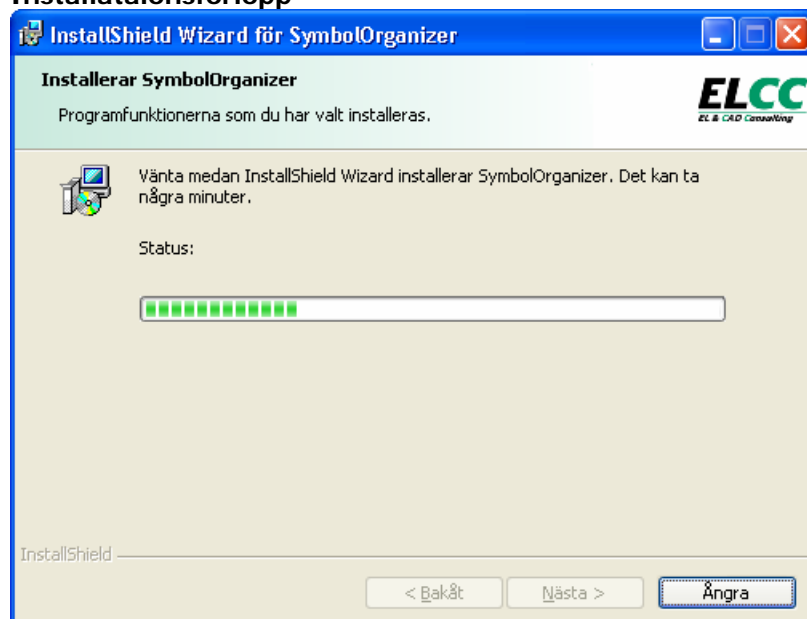 Installatuionsförlopp
InstallShield Wizard för SymbolOrganizer
Installerar SymbolOrganizer
Programfunktionerna som du har valt installeras.
ELCC
EL & CAD Consulting
Vänta medan InstallShield Wizard installerar SymbolOrganizer. Det kan ta
några minuter.
Status:
InstallShield
< Bakåt
Nästa >
Ångra